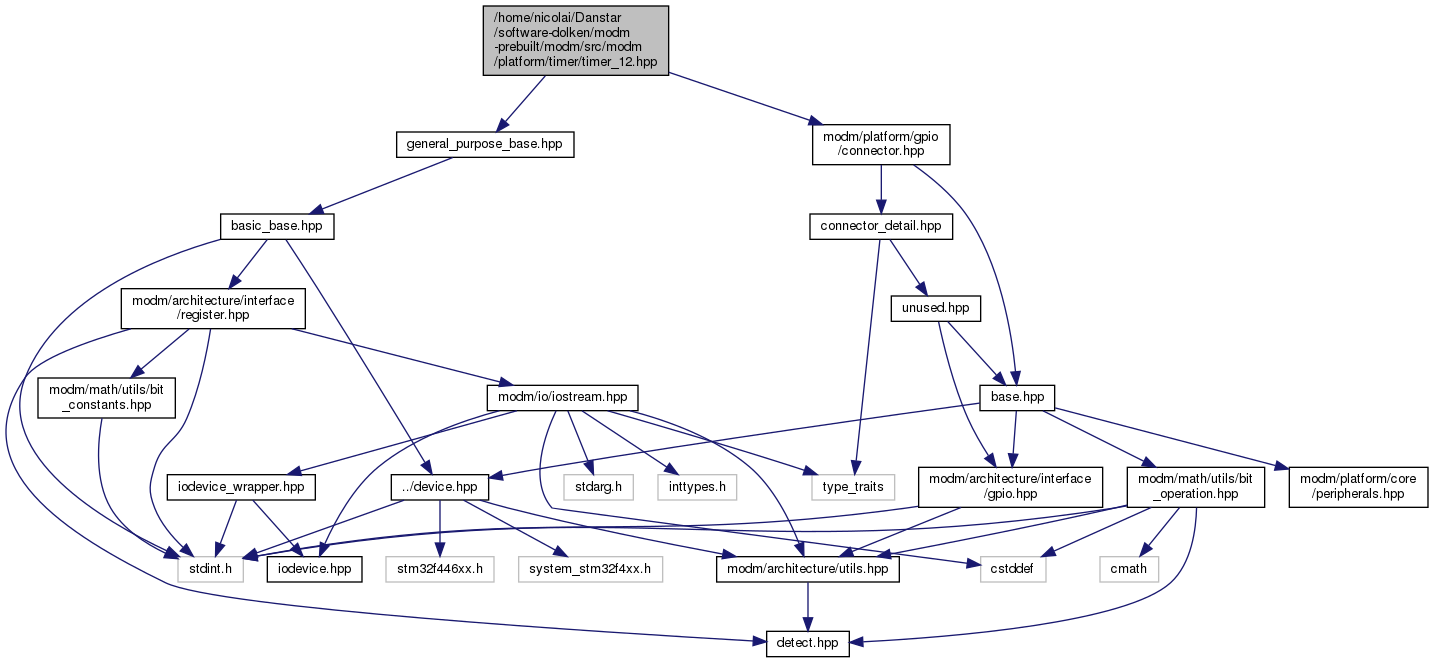 /home/nicolai/Danstar
/software-dolken/modm
-prebuilt/modm/src/modm
/platform/timer/timer_12.hpp
general_purpose_base.hpp
modm/platform/gpio
/connector.hpp
basic_base.hpp
connector_detail.hpp
modm/architecture/interface
/register.hpp
unused.hpp
modm/math/utils/bit
_constants.hpp
modm/io/iostream.hpp
base.hpp
iodevice_wrapper.hpp
../device.hpp
stdarg.h
inttypes.h
type_traits
modm/architecture/interface
/gpio.hpp
modm/math/utils/bit
_operation.hpp
modm/platform/core
/peripherals.hpp
stdint.h
iodevice.hpp
stm32f446xx.h
system_stm32f4xx.h
modm/architecture/utils.hpp
cstddef
cmath
detect.hpp